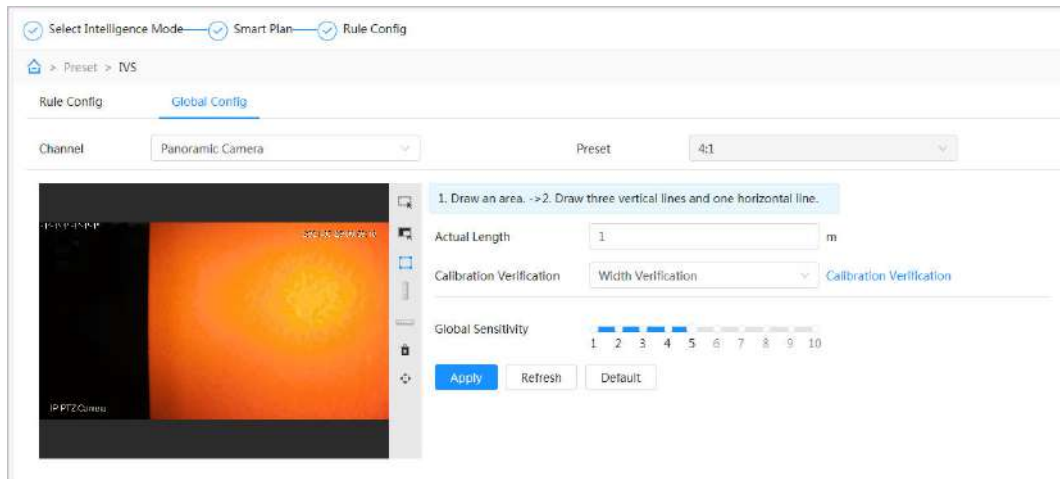 Select Intelligence Mode Smart Plan Rule Config
> Preset > IVS
Rule Config Global Config
Channel Panoramic Camera Preset 4:1
1. Draw an area. ->2. Draw three vertical lines and one horizontal line.
Actual Length 1 m
Calibration Verification Width Verification Calibration Verification
Global Sensitivity
1 2 3 4 5 6 7 8 9 10
Apply Refresh Default
IP PTZ Camera